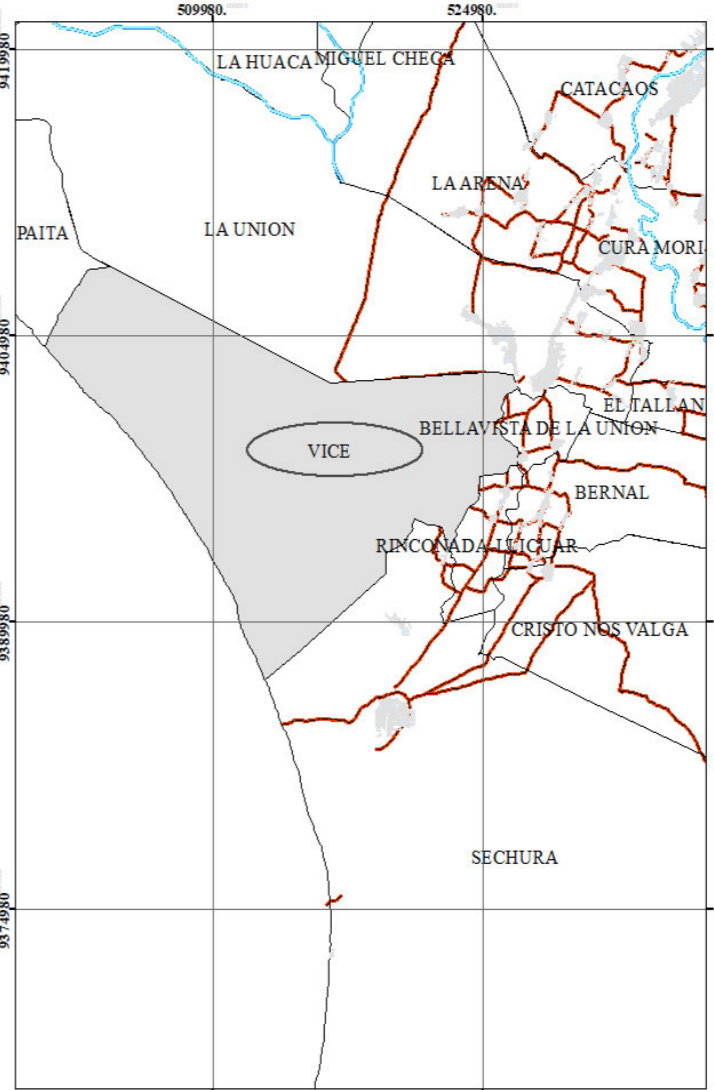 509980.
524980.
9419980
LA HUACA
MIGUEL CHECA
CATACAOS
LA ARENA
PAITA
LA UNION
CURA MORI
9404980
EL TALLAN
BELLAVISTA DE LA UNION
VICE
BERNAL
RINCONADA LLICUAR
9389980
CRISTO NOS VALGA
SECHURA
9374980